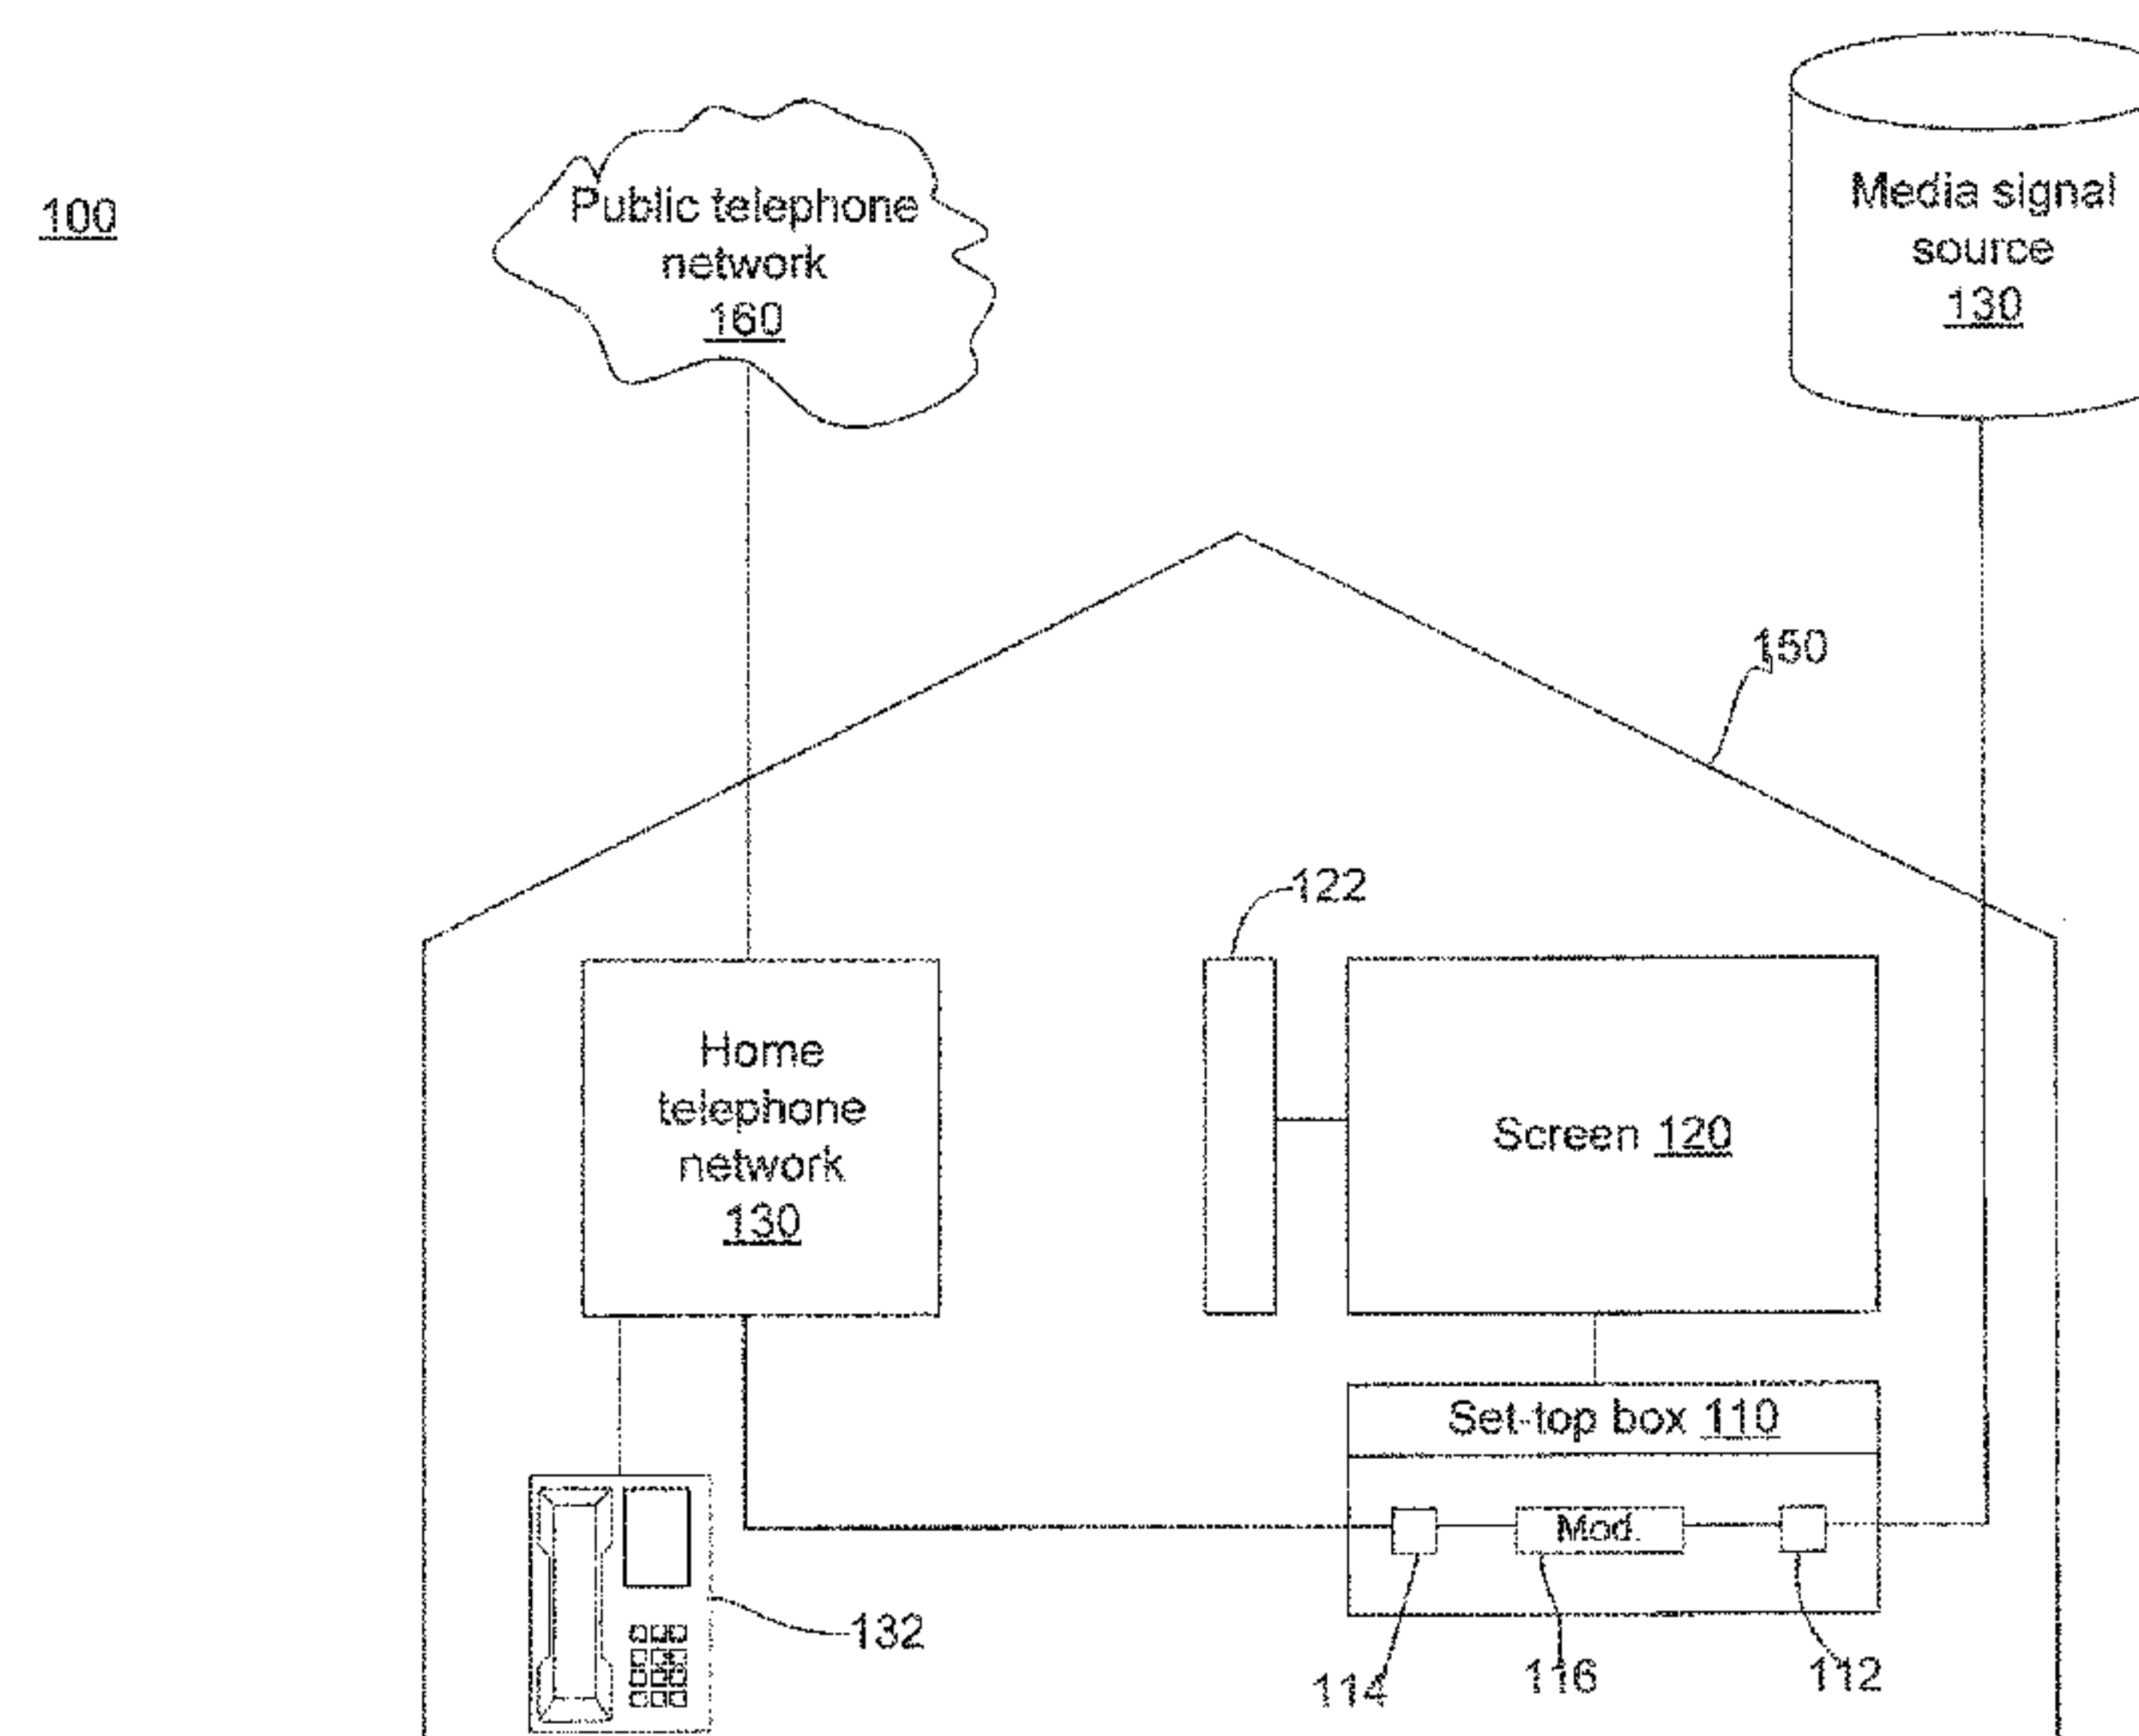 100
Public telephone
network
160
Media signal
source
130
150
122
Home
telephone
network
130
Screen 120
Set-top box 110
Mod.
132
114
116
112